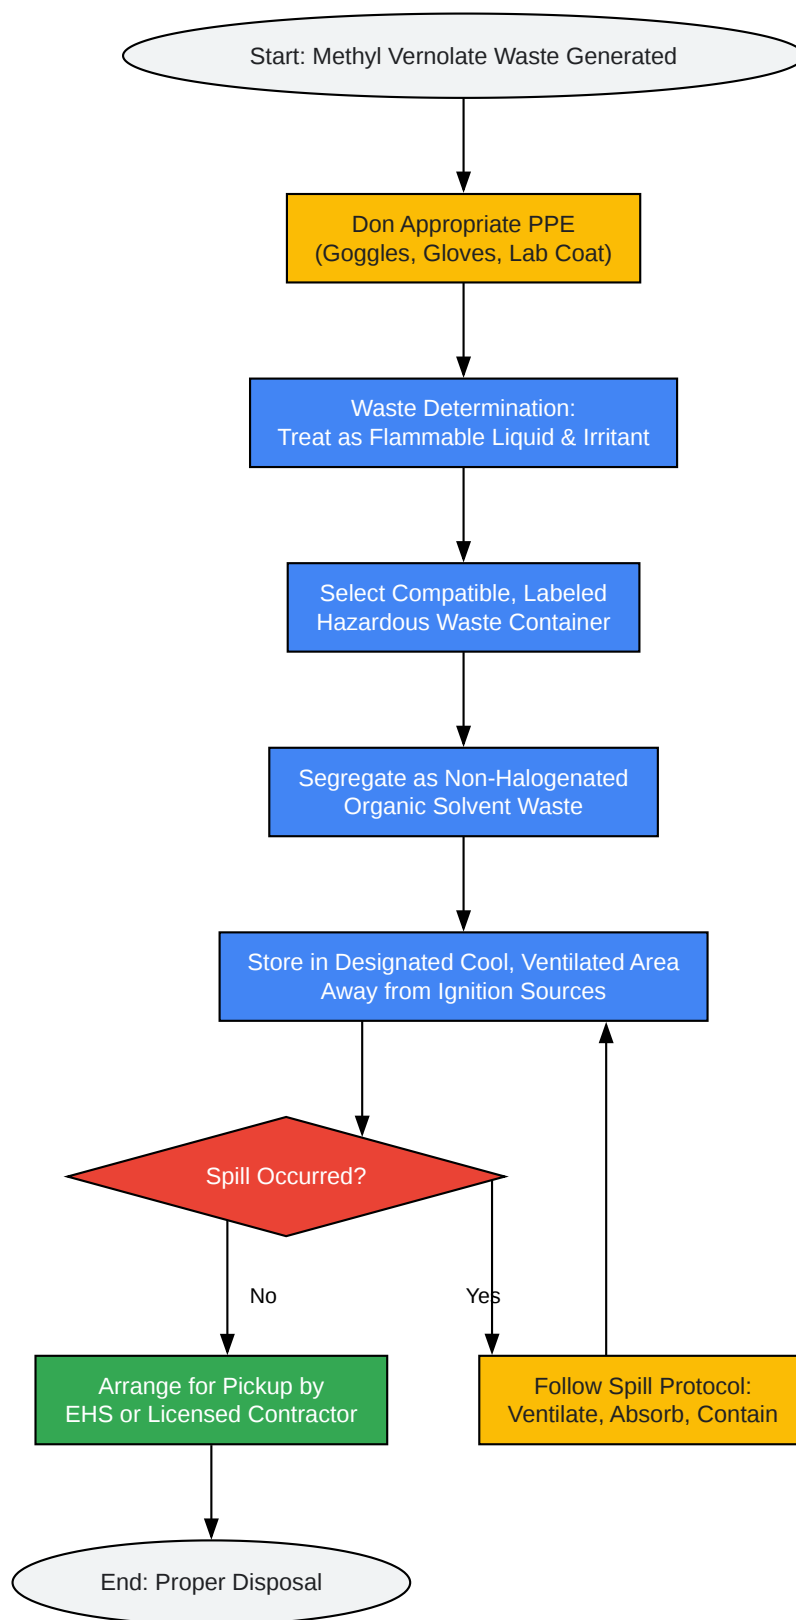 Start: Methyl Vernolate Waste Generated
Don Appropriate PPE
(Goggles, Gloves, Lab Coat)
Waste Determination:
Treat as Flammable Liquid & Irritant
Select Compatible, Labeled
Hazardous Waste Container
Segregate as Non-Halogenated
Organic Solvent Waste
Store in Designated Cool, Ventilated Area
Away from Ignition Sources
Spill Occurred?
No
Yes
Arrange for Pickup by
EHS or Licensed Contractor
Follow Spill Protocol:
Ventilate, Absorb, Contain
End: Proper Disposal